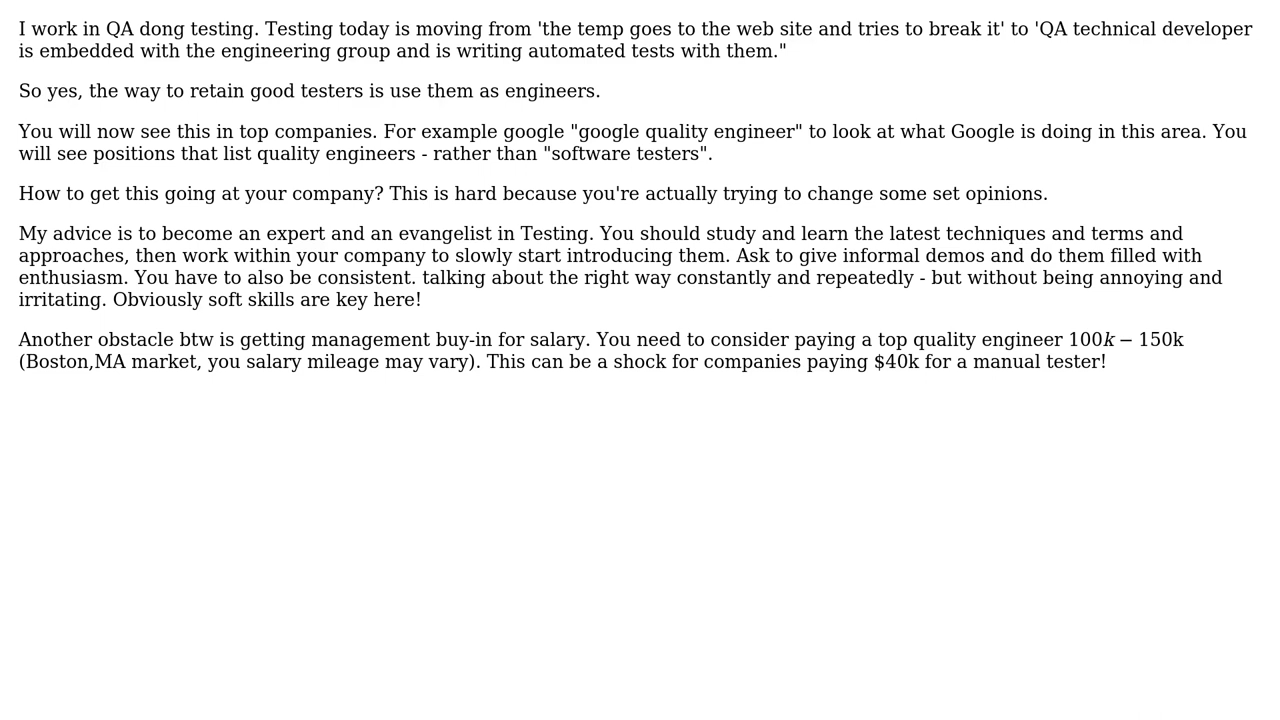 I work in QA dong testing. Testing today is moving from 'the temp goes to the web site and tries to break it' to 'QA technical developer
is embedded with the engineering group and is writing automated tests with them."
So yes, the way to retain good testers is use them as engineers.
You will now see this in top companies. For example google "google quality engineer" to look at what Google is doing in this area. You
will see positions that list quality engineers - rather than "software testers".
How to get this going at your company? This is hard because you're actually trying to change some set opinions.
My advice is to become an expert and an evangelist in Testing. You should study and learn the latest techniques and terms and
approaches, then work within your company to slowly start introducing them. Ask to give informal demos and do them filled with
enthusiasm. You have to also be consistent. talking about the right way constantly and repeatedly - but without being annoying and
irritating. Obviously soft skills are key here!
Another obstacle btw is getting management buy-in for salary. You need to consider paying a top quality engineer 100k − 150k
(Boston,MA market, you salary mileage may vary). This can be a shock for companies paying $40k for a manual tester!